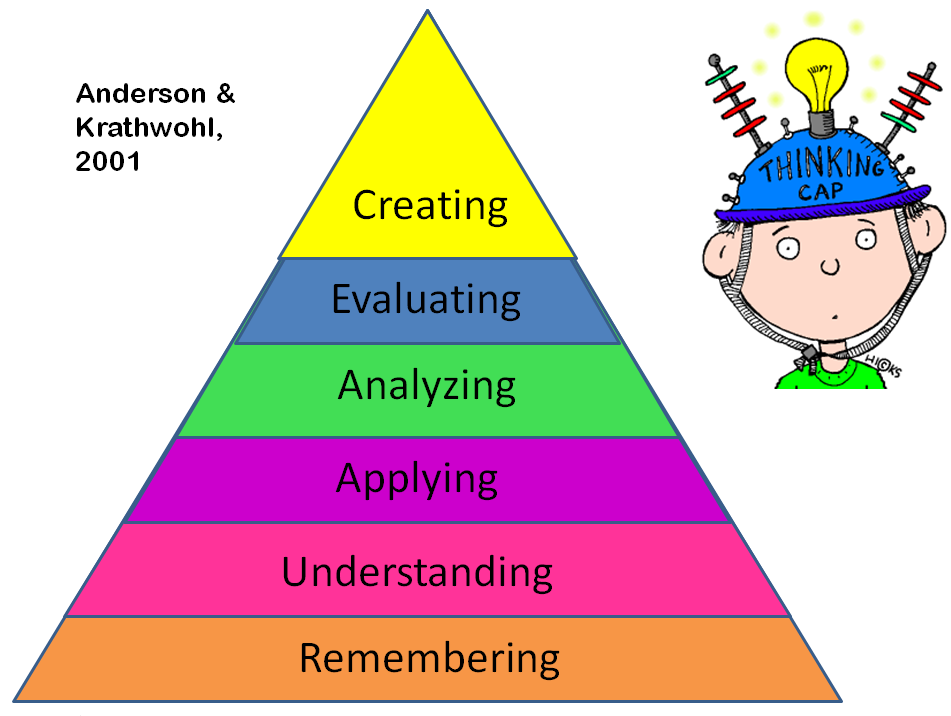 Anderson &
Krathwohl,
2001
THINKING
CAP
Creating
Evaluating
Analyzing
Applying
Understanding
Remembering
HICKS